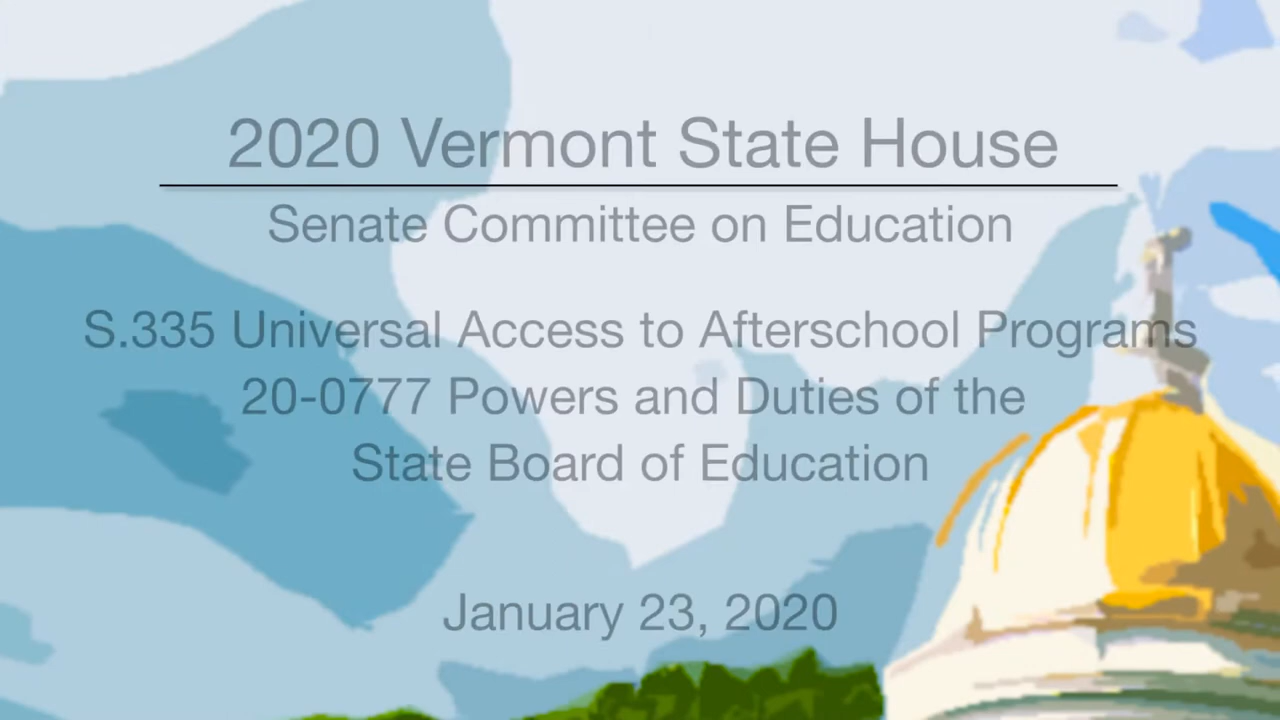 2020 Vermont State House
Senate Committee on Education
S.335 Universal Access to Afterschool Programs
20-0777 Powers and Duties of the
State Board of Education
January 23, 2020